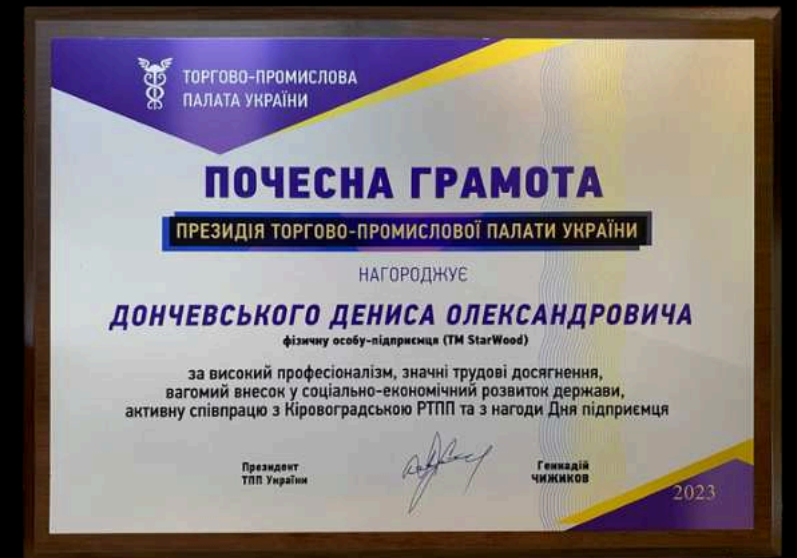 ТОРГОВО-ПРОМИСЛОВА
ПАЛАТА УКРАЇНИ
ПОЧЕСНА ГРАМОТА
ПРЕЗИДІЯ ТОРГОВО-ПРОМИСЛОВОЇ ПАЛАТИ УКРАЇНИ
НАГОРОДЖУЄ
ДОНЧЕВСЬКОГО ДЕНИСА ОЛЕКСАНДРОВИЧА
фізичну особу-підприємця (ТМ StarWood)
за високий професіоналізм, значні трудові досягнення,
вагомий внесок у соціально-економічний розвиток держави,
активну співпрацю з Кіровоградською РТПП та з нагоди Дня підприємця
Президент
ТПП України
Геннадій
ЧИЖИКОВ
2023